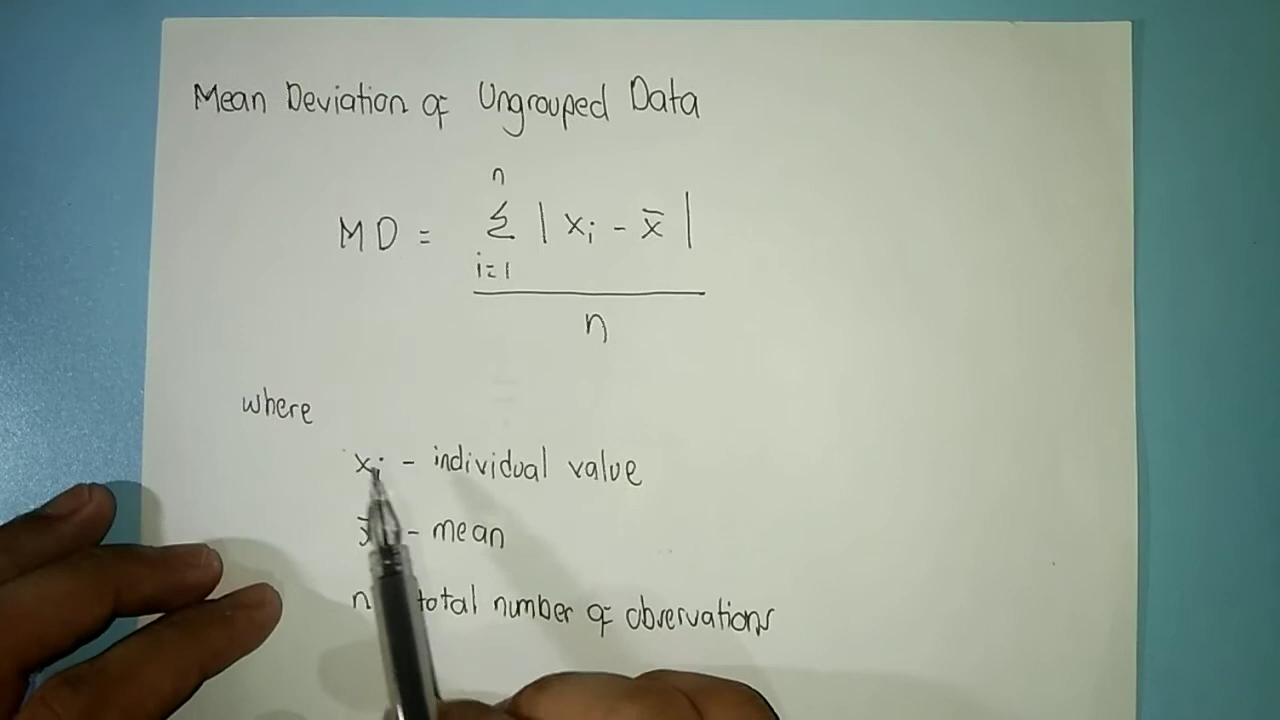 Mean Deviation of Ungrouped Data
MD = n Σ i=1 | xᵢ - x̄ |
n
where
xᵢ - individual value
x̄ - mean
n total number of observations